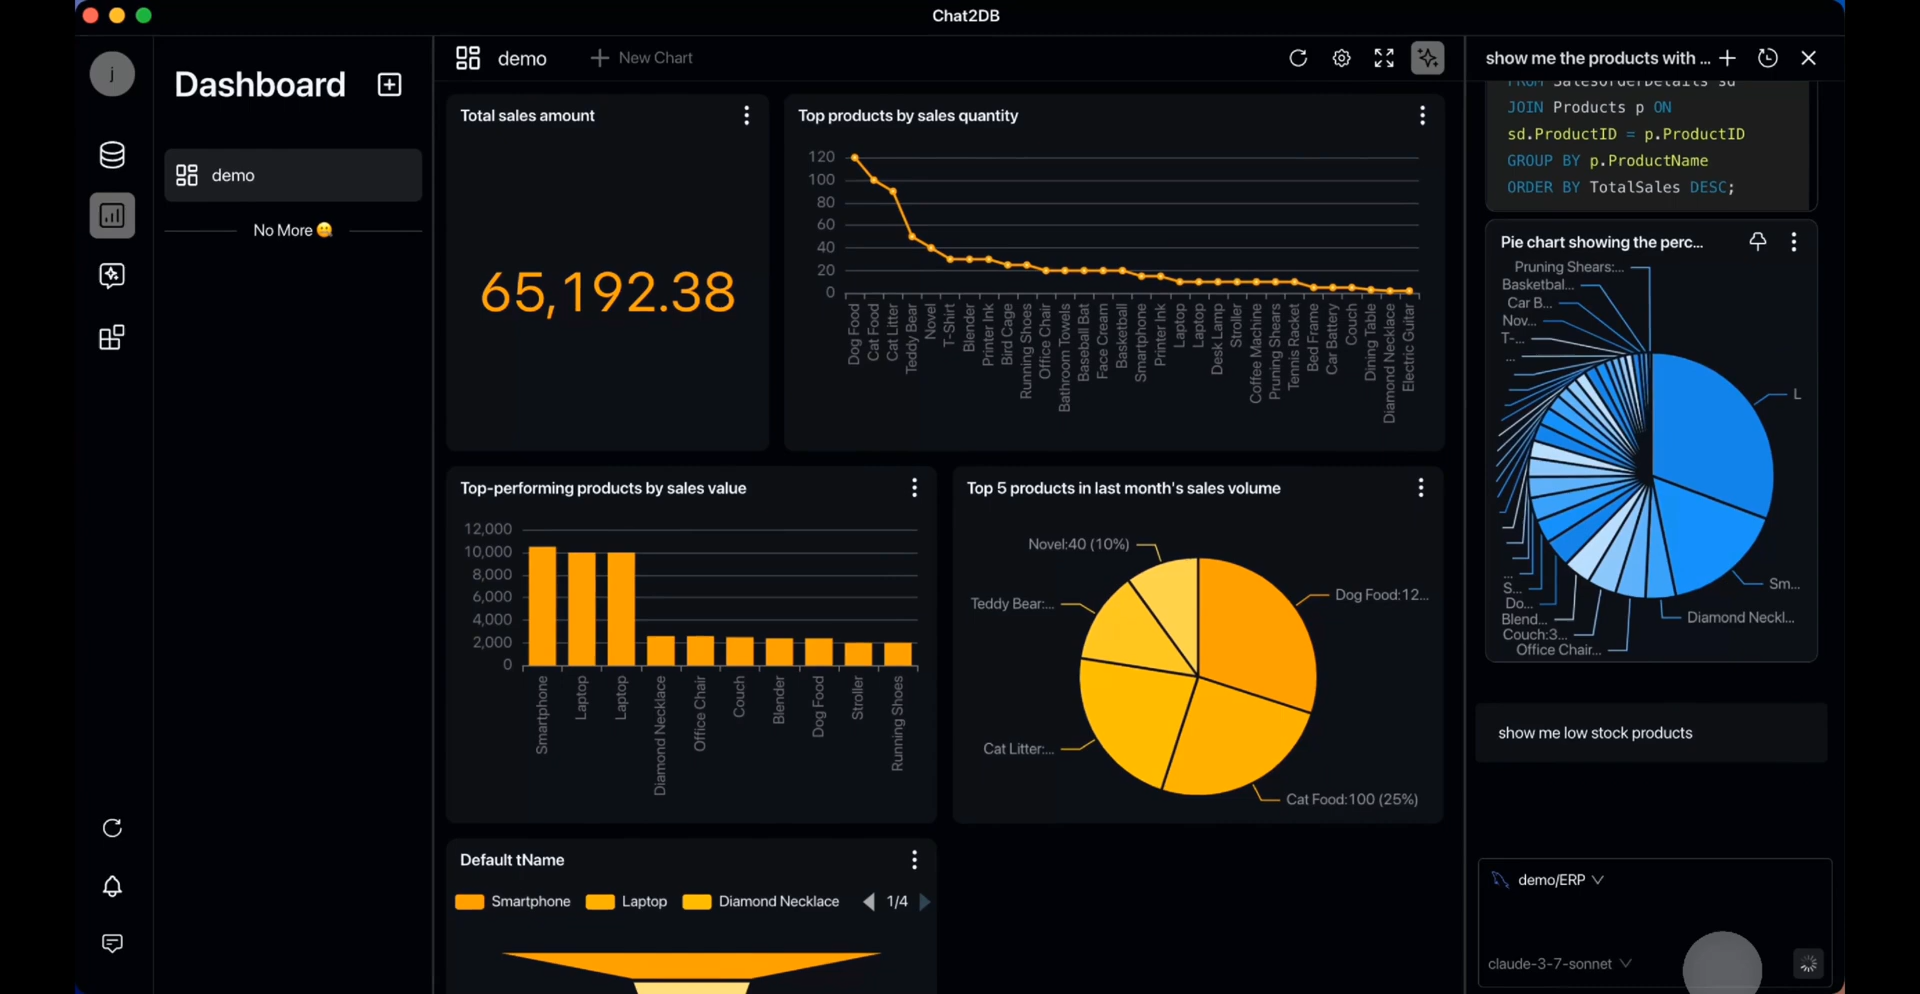 Chat2DB
j
Dashboard
demo
No More
demo
New Chart
Total sales amount
65,192.38
Top products by sales quantity
120
100
80
60
40
20
0
Dog Food
Cat Food
Cat Litter
Teddy Bear
Novel
T-Shirt
Blender
Printer Ink
Bird Cage
Running Shoes
Office Chair
Bathroom Towels
Baseball Bat
Face Cream
Basketball
Smartphone
Printer Ink
Laptop
Laptop
Desk Lamp
Stroller
Coffee Machine
Pruning Shears
Tennis Racket
Bed Frame
Car Battery
Couch
Dining Table
Diamond Necklace
Electric Guitar
Top-performing products by sales value
12,000
10,000
8,000
6,000
4,000
2,000
0
Smartphone
Laptop
Laptop
Diamond Necklace
Office Chair
Couch
Blender
Dog Food
Stroller
Running Shoes
Top 5 products in last month's sales volume
Novel:40 (10%)
Dog Food:12...
Teddy Bear:...
Cat Litter:...
Cat Food:100 (25%)
Default tName
Smartphone
Laptop
Diamond Necklace
1/4
show me the products with ...
FROM SalesOrderDetails sd
JOIN Products p ON
sd.ProductID = p.ProductID
GROUP BY p.ProductName
ORDER BY TotalSales DESC;
Pie chart showing the perc...
Pruning Shears:...
Basketbal...
Car B...
Nov...
T-...
...
L
Sm...
Diamond Neckl...
...
S...
Do...
Blend...
Couch:3...
Office Chair...
show me low stock products
demo/ERP
claude-3-7-sonnet